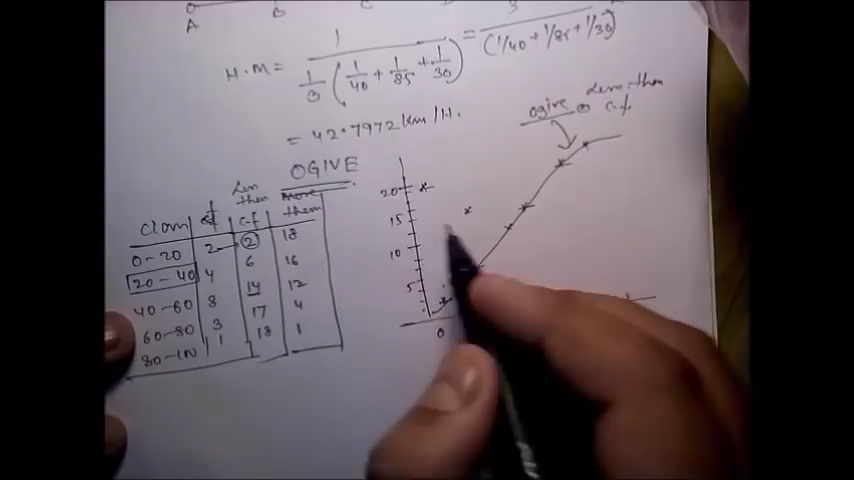 A B C
H.M = 1 / 1/3 (1/40 + 1/85 + 1/30) = 3 / (1/40 + 1/85 + 1/30)
= 42.7972 km/H.
OGIVE
ogive Less than c.f.
Class f Less then c.f more them
0-20 2 2 18
20-40 4 6 16
40-60 8 14 12
60-80 3 17 4
80-100 1 18 1
20
15
10
5
0